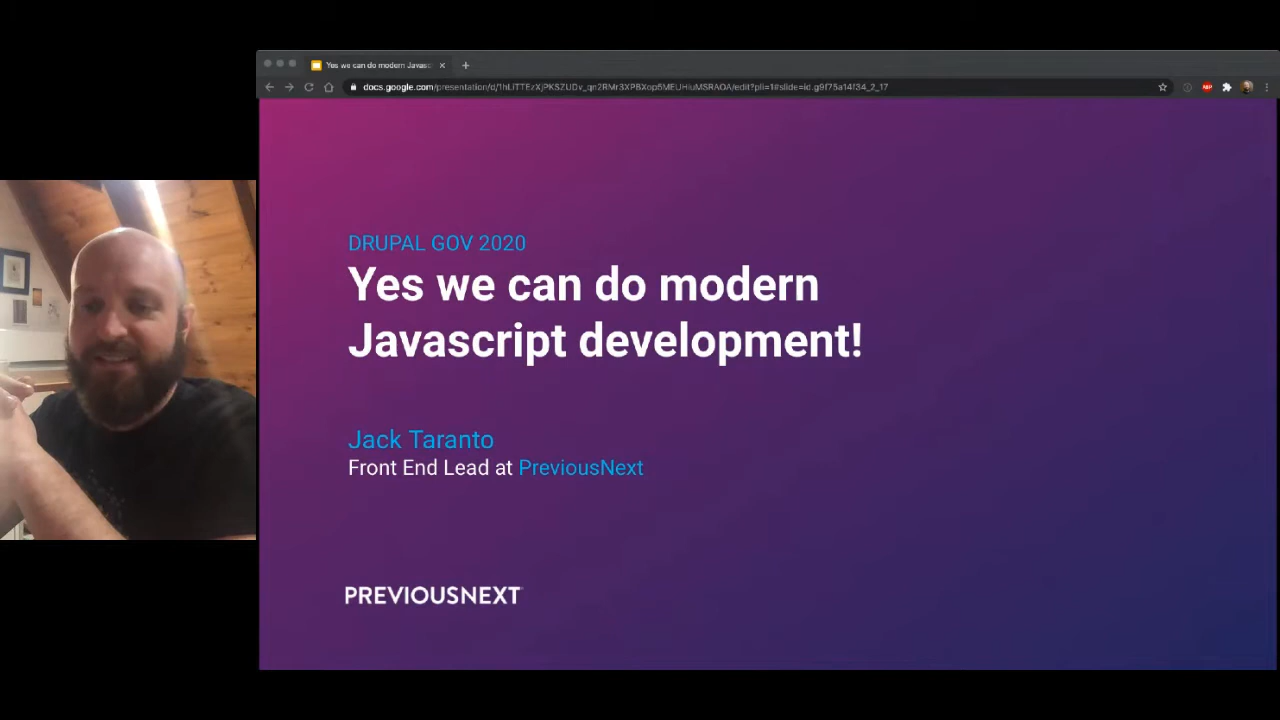 Yes we can do modern Javasc
DRUPAL GOV 2020
Yes we can do modern
Javascript development!
Jack Taranto
Front End Lead at PreviousNext
PREVIOUSNEXT